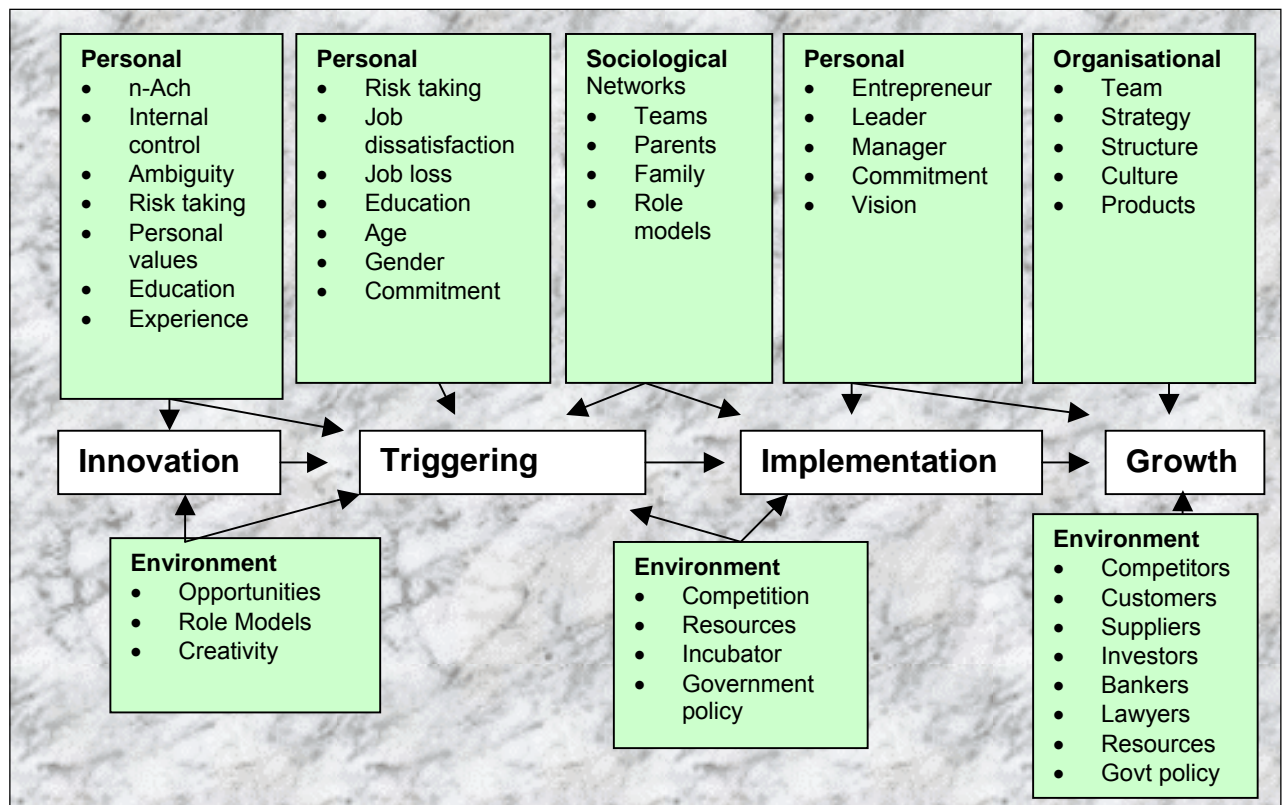 Personal
• n-Ach
• Internal
control
• Ambiguity
• Risk taking
• Personal
values
• Education
• Experience
Personal
• Risk taking
• Job
dissatisfaction
• Job loss
• Education
• Age
• Gender
• Commitment
Sociological
Networks
• Teams
• Parents
• Family
• Role
models
Personal
• Entrepreneur
• Leader
• Manager
• Commitment
• Vision
Organisational
• Team
• Strategy
• Structure
• Culture
• Products
Innovation
Triggering
Implementation
Growth
Environment
• Opportunities
• Role Models
• Creativity
Environment
• Competition
• Resources
• Incubator
• Government
policy
Environment
• Competitors
• Customers
• Suppliers
• Investors
• Bankers
• Lawyers
• Resources
• Govt policy